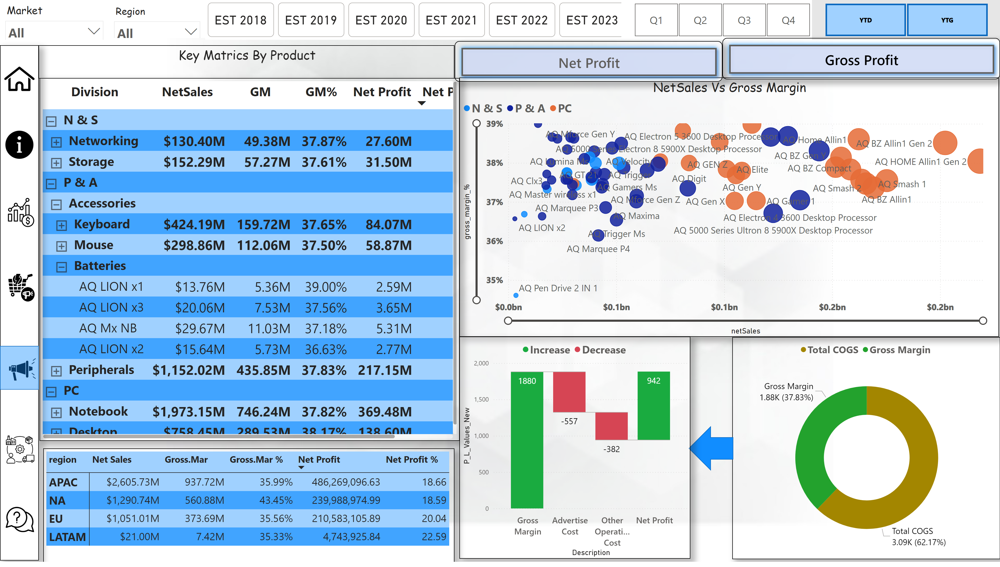 Market
All
Region
All
EST 2018 EST 2019 EST 2020 EST 2021 EST 2022 EST 2023
Q1 Q2 Q3 Q4
YTD YTG
Key Matrics By Product
Division NetSales GM GM% Net Profit Net P
N & S
Networking $130.40M 49.38M 37.87% 27.60M
Storage $152.29M 57.27M 37.61% 31.50M
P & A
Accessories
Keyboard $424.19M 159.72M 37.65% 84.07M
Mouse $298.86M 112.06M 37.50% 58.87M
Batteries
AQ LION x1 $13.76M 5.36M 39.00% 2.59M
AQ LION x3 $20.06M 7.53M 37.56% 3.65M
AQ Mx NB $29.67M 11.03M 37.18% 5.31M
AQ LION x2 $15.64M 5.73M 36.63% 2.77M
Peripherals $1,152.02M 435.85M 37.83% 217.15M
PC
Notebook $1,973.15M 746.24M 37.82% 369.48M
Desktop $758.45M 289.53M 38.17% 138.60M
region Net Sales Gross.Mar Gross.Mar % Net Profit Net Profit %
APAC $2,605.73M 937.72M 35.99% 486,269,096.63 18.66
NA $1,290.74M 560.88M 43.45% 239,988,974.99 18.59
EU $1,051.01M 373.69M 35.56% 210,583,105.89 20.04
LATAM $21.00M 7.42M 35.33% 4,743,925.84 22.59
Net Profit
Gross Profit
NetSales Vs Gross Margin
N & S P & A PC
gross_margin_%
39%
38%
37%
36%
35%
AQ Mforce Gen Y
AQ Electron 5 3600 Desktop Processor
AQ Home Allin1
AQ BZ Allin1 Gen 2
AQ 5000 Series Electron 8 5900X Desktop Processor
AQ BZ Gen Y
AQ Lumina Ms
AQ Velocity
AQ GEN Z
AQ HOME Allin1 Gen 2
AQ Elite
AQ BZ Compact
AQ GT 21
AQ Trigger
AQ Clx3
AQ Digit
AQ Gamers Ms
AQ Gen Y
AQ Smash 2
AQ Smash 1
AQ Master wireless x1
AQ Mforce Gen Z
AQ Gen X
AQ Gamer 1
AQ BZ Allin1
AQ Marquee P3
AQ Maxima
AQ Electron 4 3600 Desktop Processor
AQ LION x2
AQ Trigger Ms
AQ 5000 Series Ultron 8 5900X Desktop Processor
AQ Marquee P4
AQ Pen Drive 2 IN 1
$0.0bn $0.1bn $0.1bn $0.2bn $0.2bn
netSales
Increase Decrease
P_L_Values_New
2,000
1,500
1,000
500
0
1880
-557
-382
942
Gross
Margin
Advertise
Cost
Other
Operati...
Cost
Net Profit
Description
Total COGS Gross Margin
Gross Margin
1.88K (37.83%)
Total COGS
3.09K (62.17%)